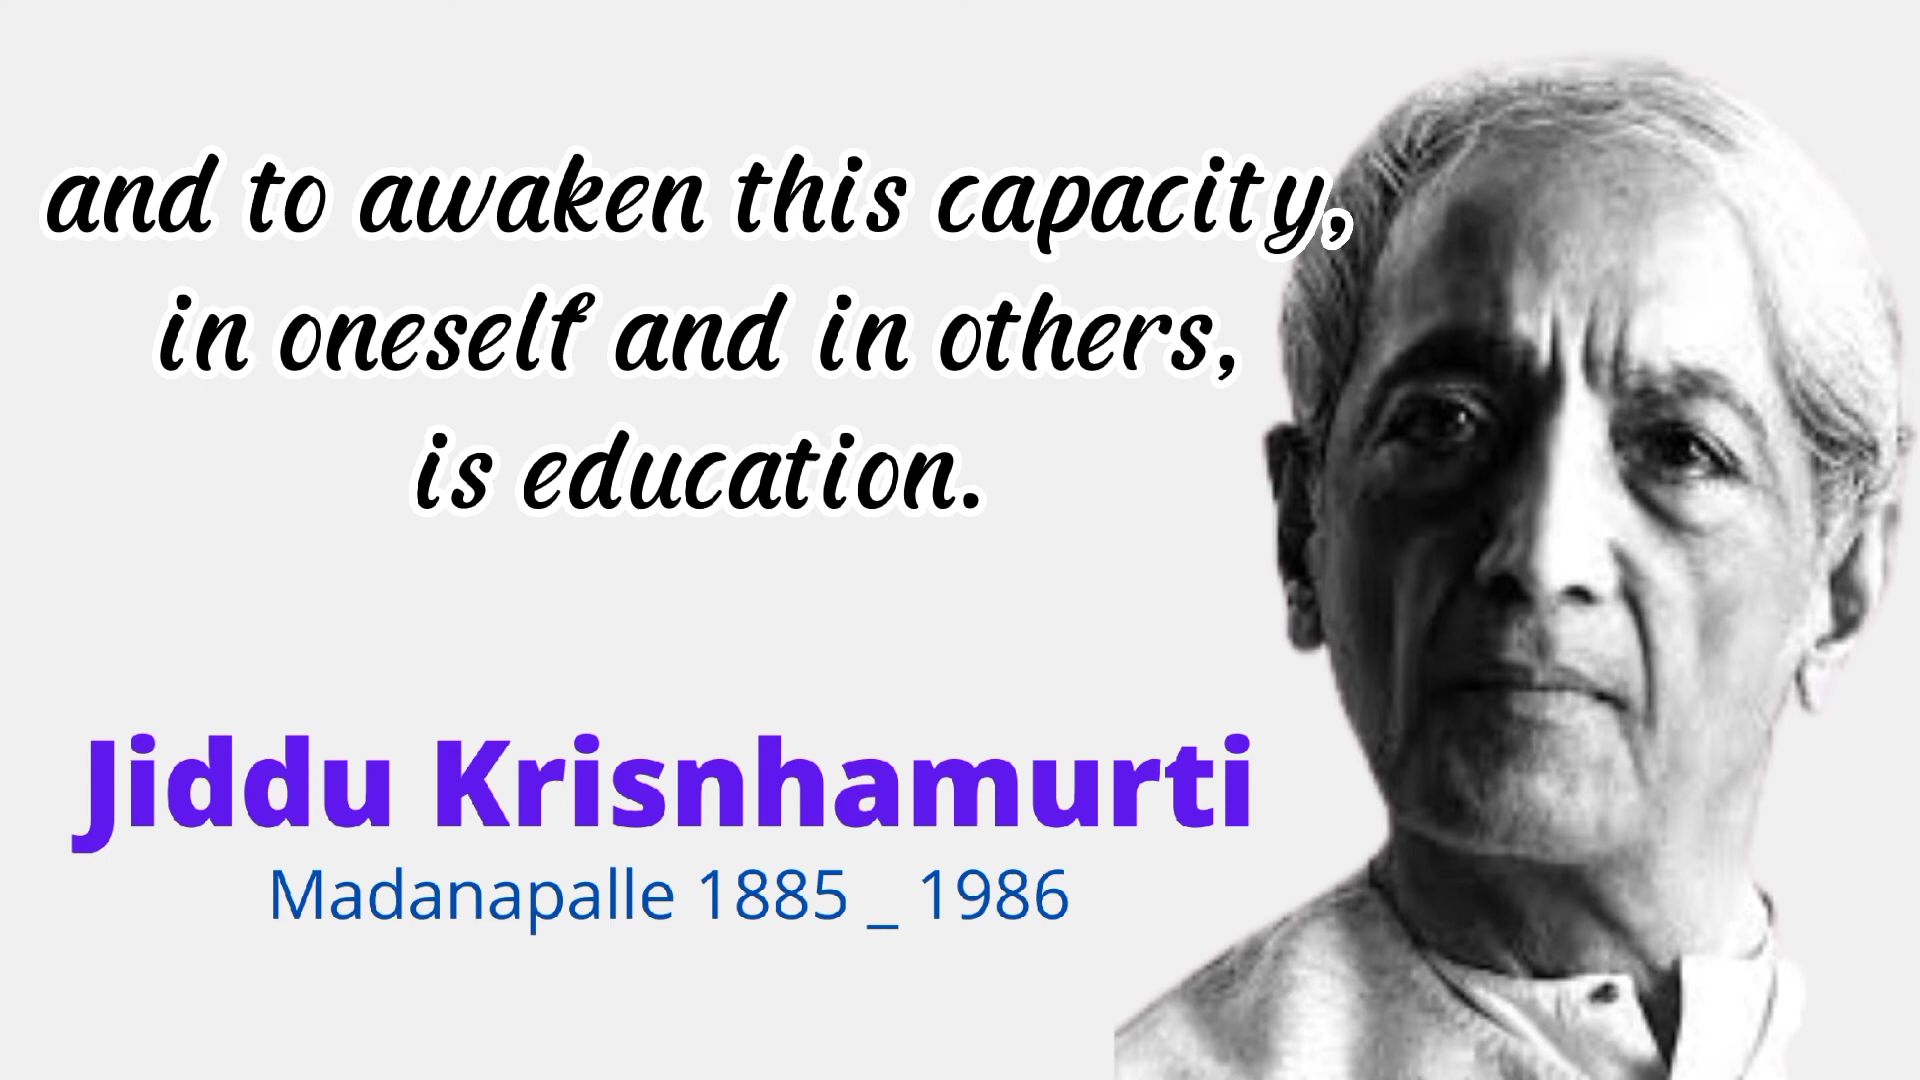 and to awaken this capacity,
in oneself and in others,
is education.
Jiddu Krisnhamurti
Madanapalle 1885 _ 1986